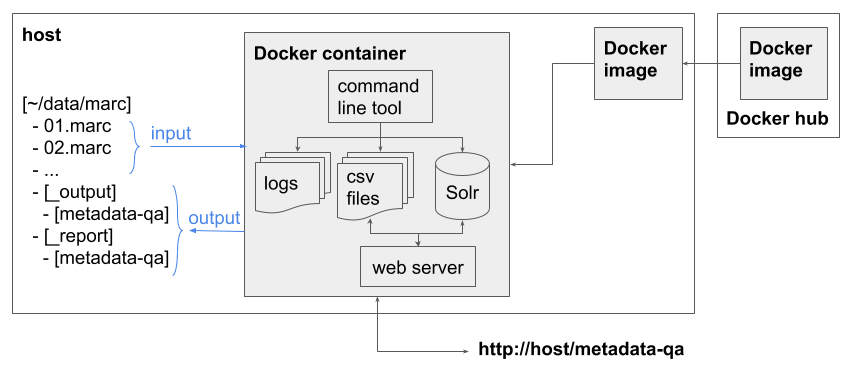 host
[~/data/marc]
- 01.marc
- 02.marc
- ...
- [_output]
- [metadata-qa]
- [_report]
- [metadata-qa]
input
output
Docker container
command
line tool
logs
csv
files
Solr
web server
Docker
image
Docker
image
Docker hub
http://host/metadata-qa